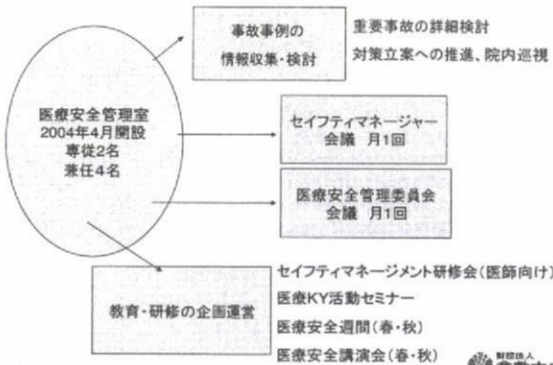 事故事例の
情報収集・検討
重要事故の詳細検討
対策立案への推進、院内巡視
医療安全管理室
2004年4月開設
専従2名
兼任4名
セイフティマネージャー
会議 月1回
医療安全管理委員会
会議 月1回
教育・研修の企画運営
セイフティマネージメント研修会(医師向け)
医療KY活動セミナー
医療安全週間(春・秋)
医療安全講演会(春・秋)
財団法人